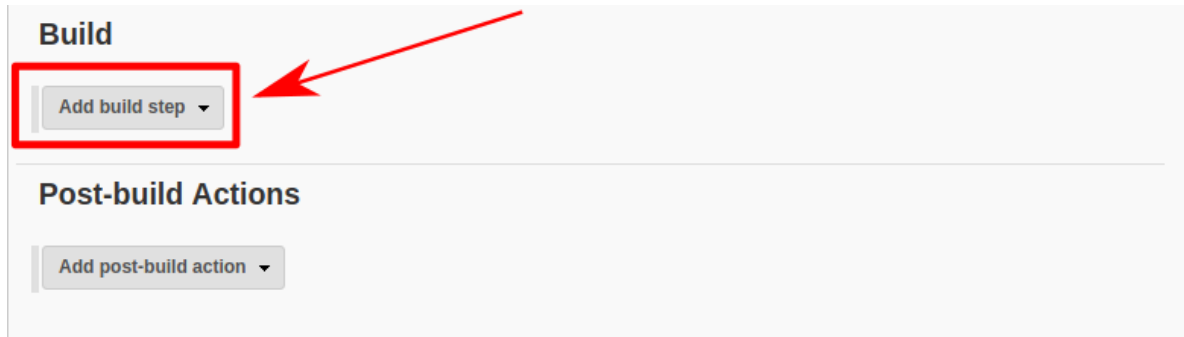 Build
Add build step
Post-build Actions
Add post-build action